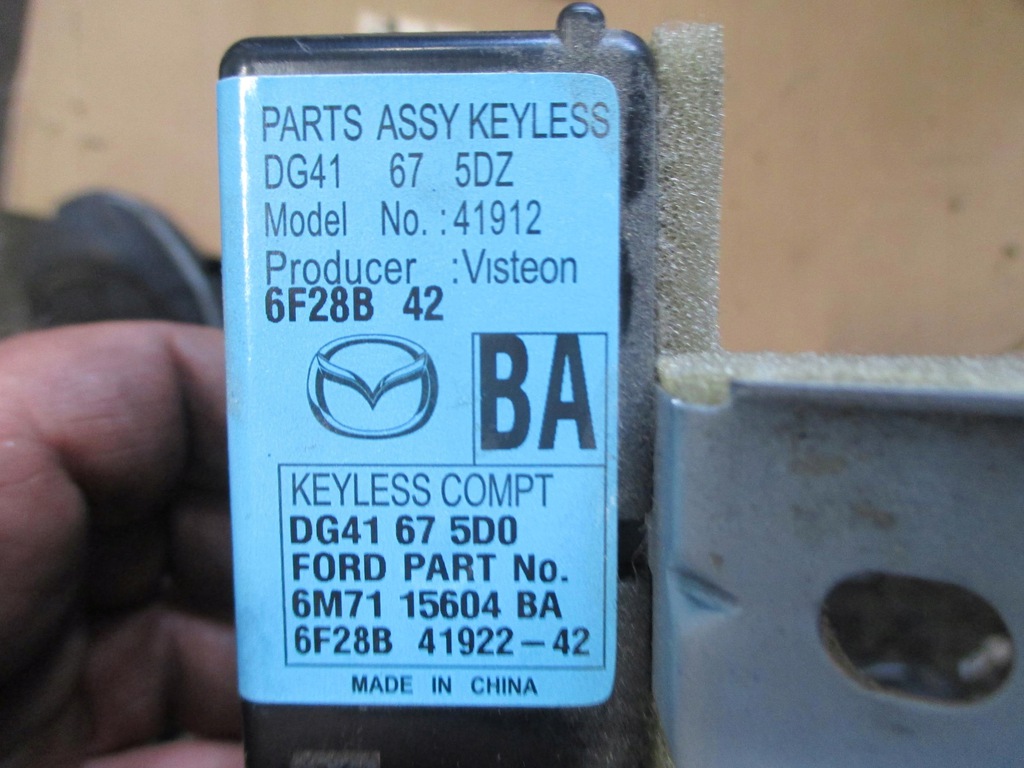 PARTS ASSY KEYLESS
DG41 67 5DZ
Model No. : 41912
Producer : Visteon
6F28B 42
BA
KEYLESS COMPT
DG41 67 5D0
FORD PART No.
6M71 15604 BA
6F28B 41922-42
MADE IN CHINA